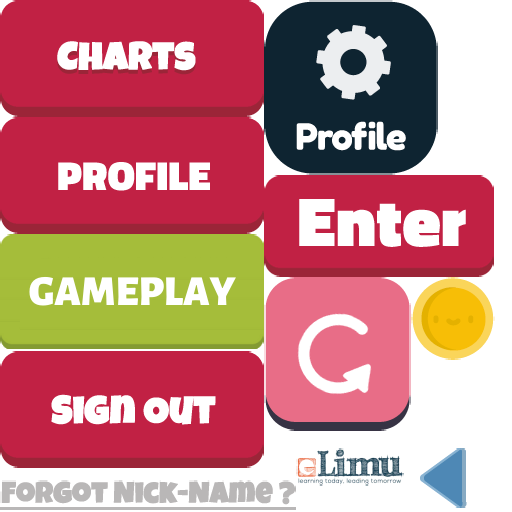 CHARTS
Profile
PROFILE
Enter
GAMEPLAY
Sign out
eLimu
learning today, leading tomorrow
Forgot Nick-Name ?